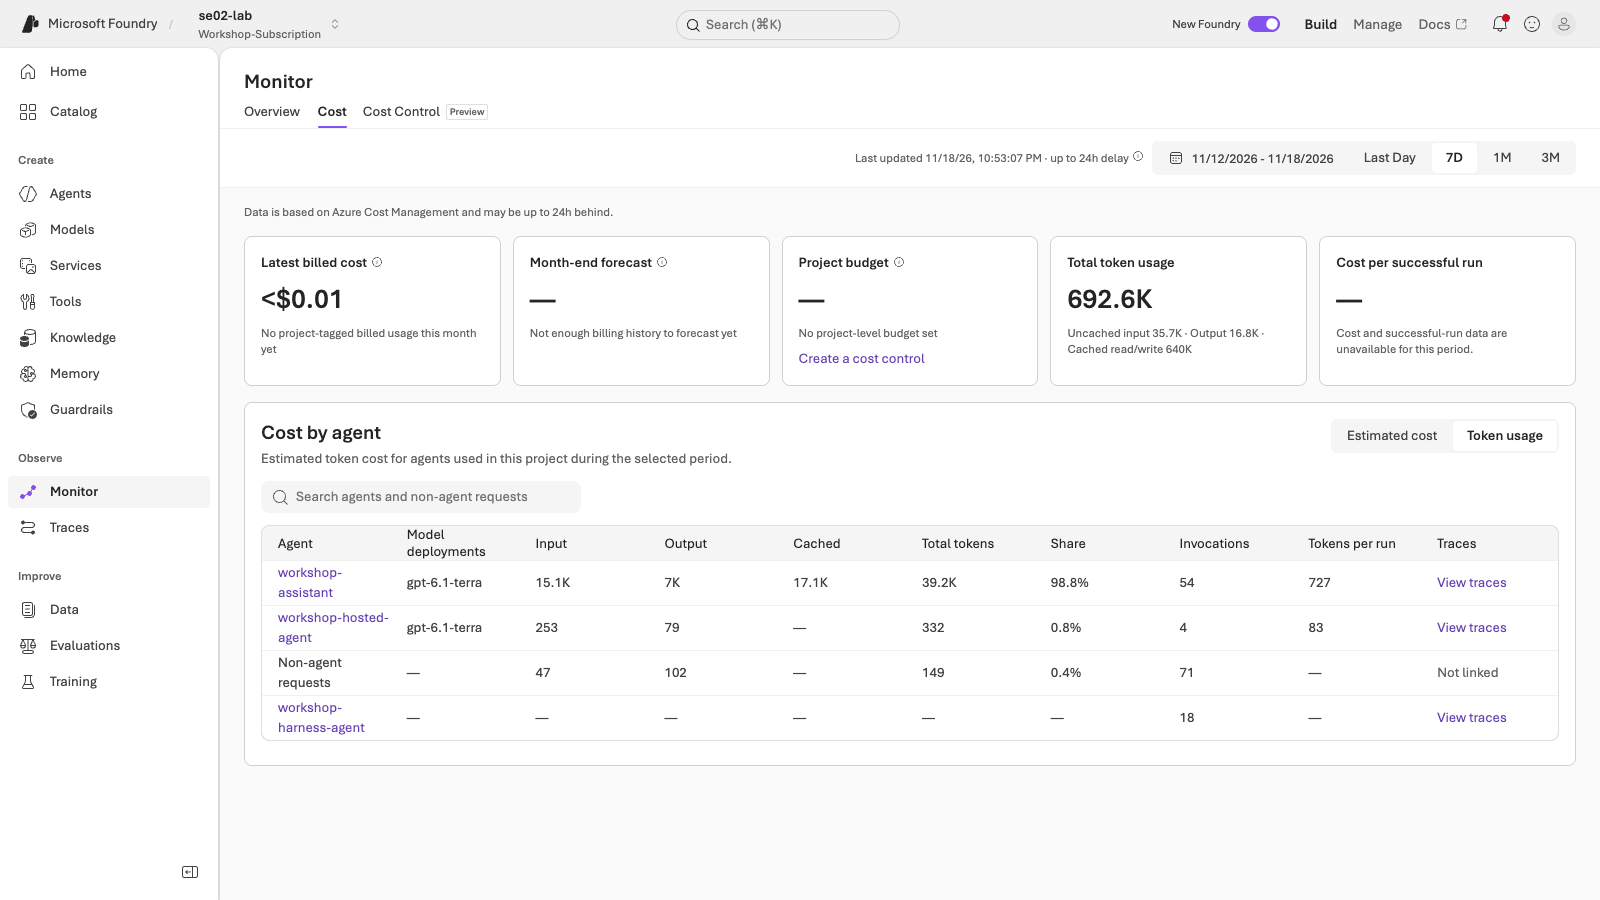 Microsoft Foundry / se02-lab
Workshop-Subscription
Search (⌘K)
New Foundry Build Manage Docs
Home
Catalog
Create
Agents
Models
Services
Tools
Knowledge
Memory
Guardrails
Observe
Monitor
Traces
Improve
Data
Evaluations
Training
Monitor
Overview Cost Cost Control Preview
Last updated 11/18/26, 10:53:07 PM · up to 24h delay 11/12/2026 - 11/18/2026 Last Day 7D 1M 3M
Data is based on Azure Cost Management and may be up to 24h behind.
Latest billed cost
<$0.01
No project-tagged billed usage this month
yet
Month-end forecast
—
Not enough billing history to forecast yet
Project budget
—
No project-level budget set
Create a cost control
Total token usage
692.6K
Uncached input 35.7K · Output 16.8K ·
Cached read/write 640K
Cost per successful run
—
Cost and successful-run data are
unavailable for this period.
Cost by agent
Estimated token cost for agents used in this project during the selected period.
Estimated cost Token usage
Search agents and non-agent requests
Agent Model deployments Input Output Cached Total tokens Share Invocations Tokens per run Traces
workshop-assistant gpt-6.1-terra 15.1K 7K 17.1K 39.2K 98.8% 54 727 View traces
workshop-hosted-agent gpt-6.1-terra 253 79 — 332 0.8% 4 83 View traces
Non-agent requests — 47 102 — 149 0.4% 71 — Not linked
workshop-harness-agent — — — — — — 18 — View traces